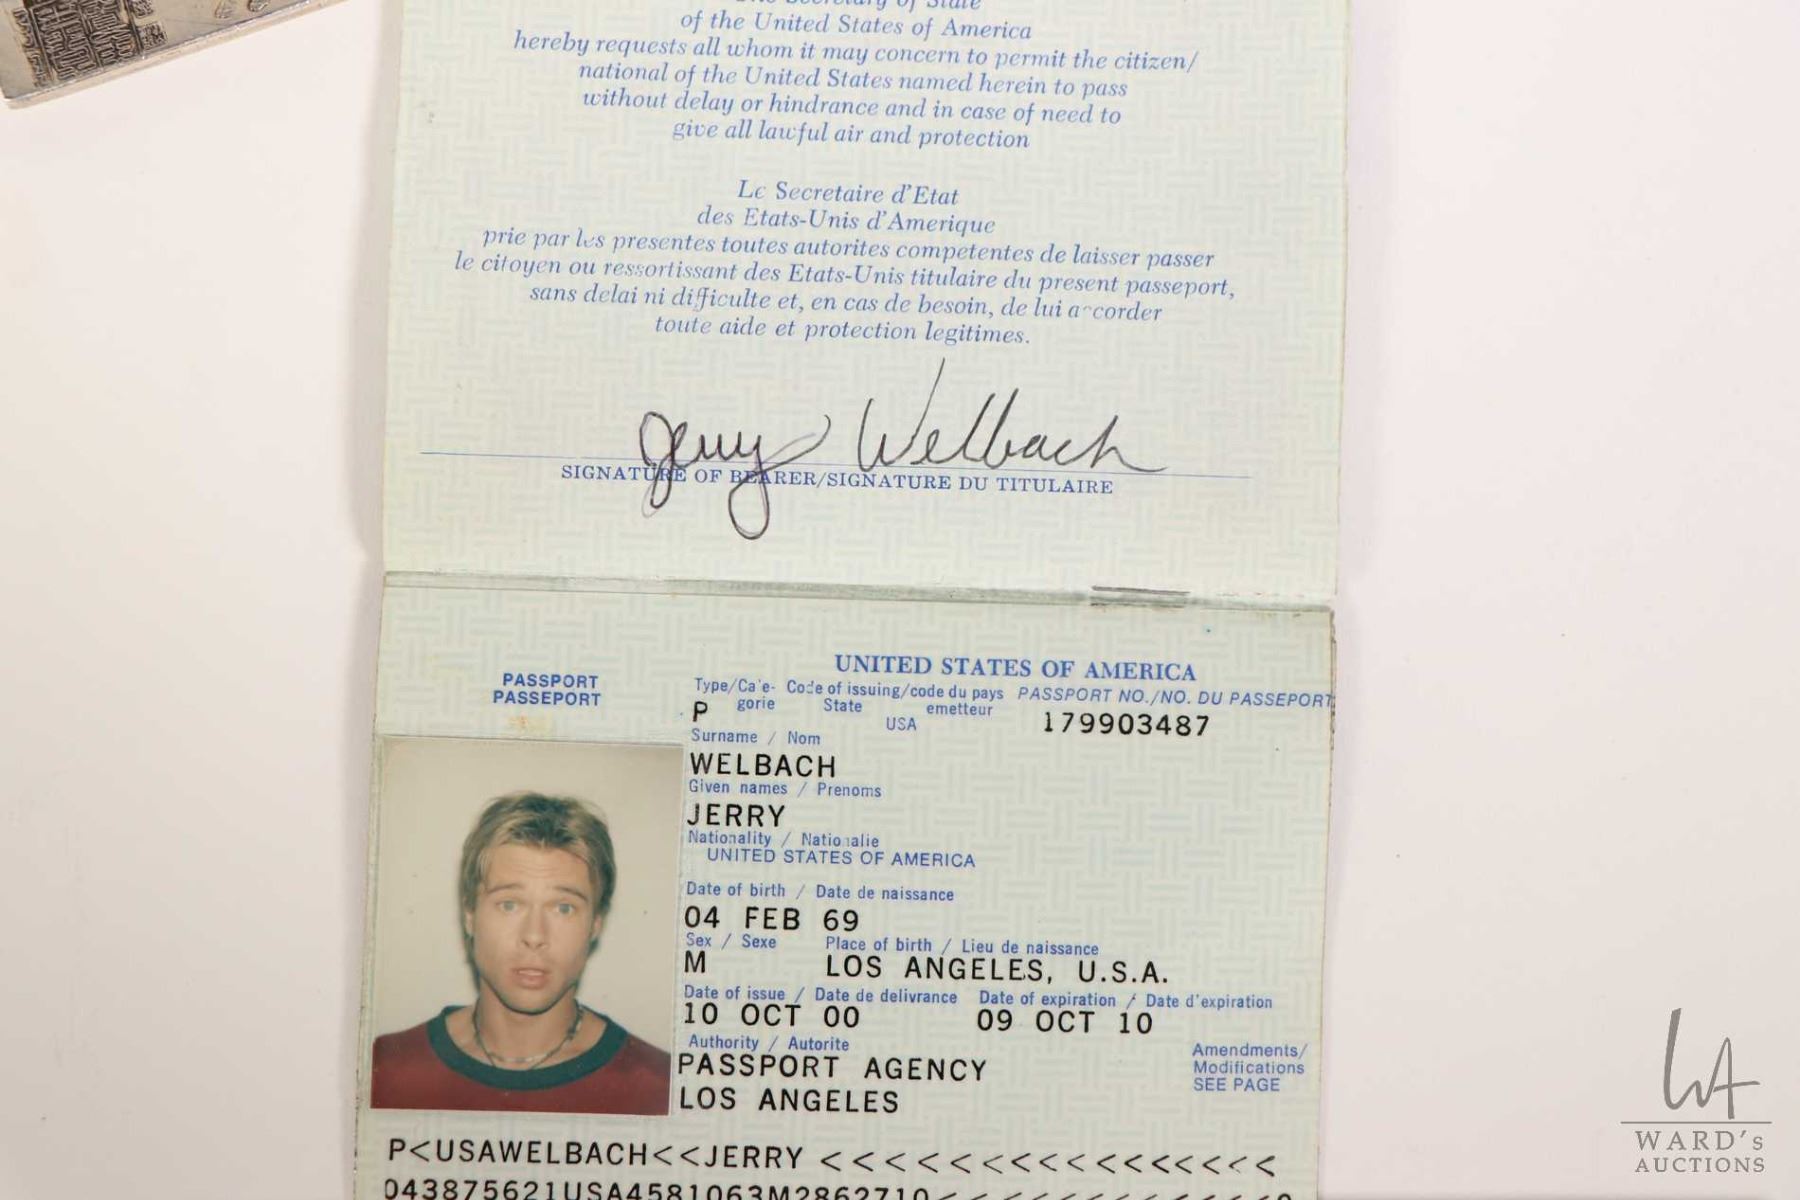 of the United States of America
hereby requests all whom it may concern to permit the citizen/
national of the United States named herein to pass
without delay or hindrance and in case of need to
give all lawful air and protection
Le Secretaire d'Etat
des Etats-Unis d'Amerique
prie par les presentes toutes autorites competentes de laisser passer
le citoyen ou ressortissant des Etats-Unis titulaire du present passeport,
sans delai ni difficulte et, en cas de besoin, de lui accorder
toute aide et protection legitimes.
Jerry Welbach
SIGNATURE OF BEARER/SIGNATURE DU TITULAIRE
UNITED STATES OF AMERICA
PASSPORT
PASSEPORT
Type/Cate- Code of issuing/code du pays PASSPORT NO./NO. DU PASSEPORT
gorie State emetteur
P USA 179903487
Surname / Nom
WELBACH
Given names / Prenoms
JERRY
Nationality / Nationalie
UNITED STATES OF AMERICA
Date of birth / Date de naissance
04 FEB 69
Sex / Sexe Place of birth / Lieu de naissance
M LOS ANGELES, U.S.A.
Date of issue / Date de delivrance Date of expiration / Date d'expiration
10 OCT 00 09 OCT 10
Authority / Autorite
PASSPORT AGENCY
LOS ANGELES
Amendments/
Modifications
SEE PAGE
P<USAWELBACH<<JERRY <<<<<<<<<<<<<<<<<
043875621USA4581063M2862710
WA
WARD's
AUCTIONS